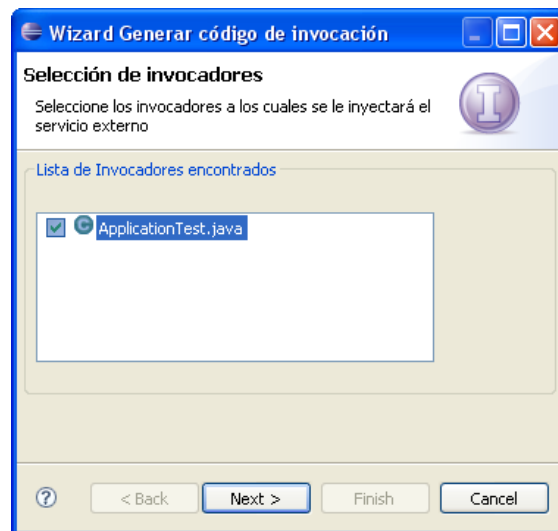 Wizard Generar código de invocación
Selección de invocadores
Seleccione los invocadores a los cuales se le inyectará el
servicio externo
I
Lista de Invocadores encontrados
C ApplicationTest.java
? < Back Next > Finish Cancel